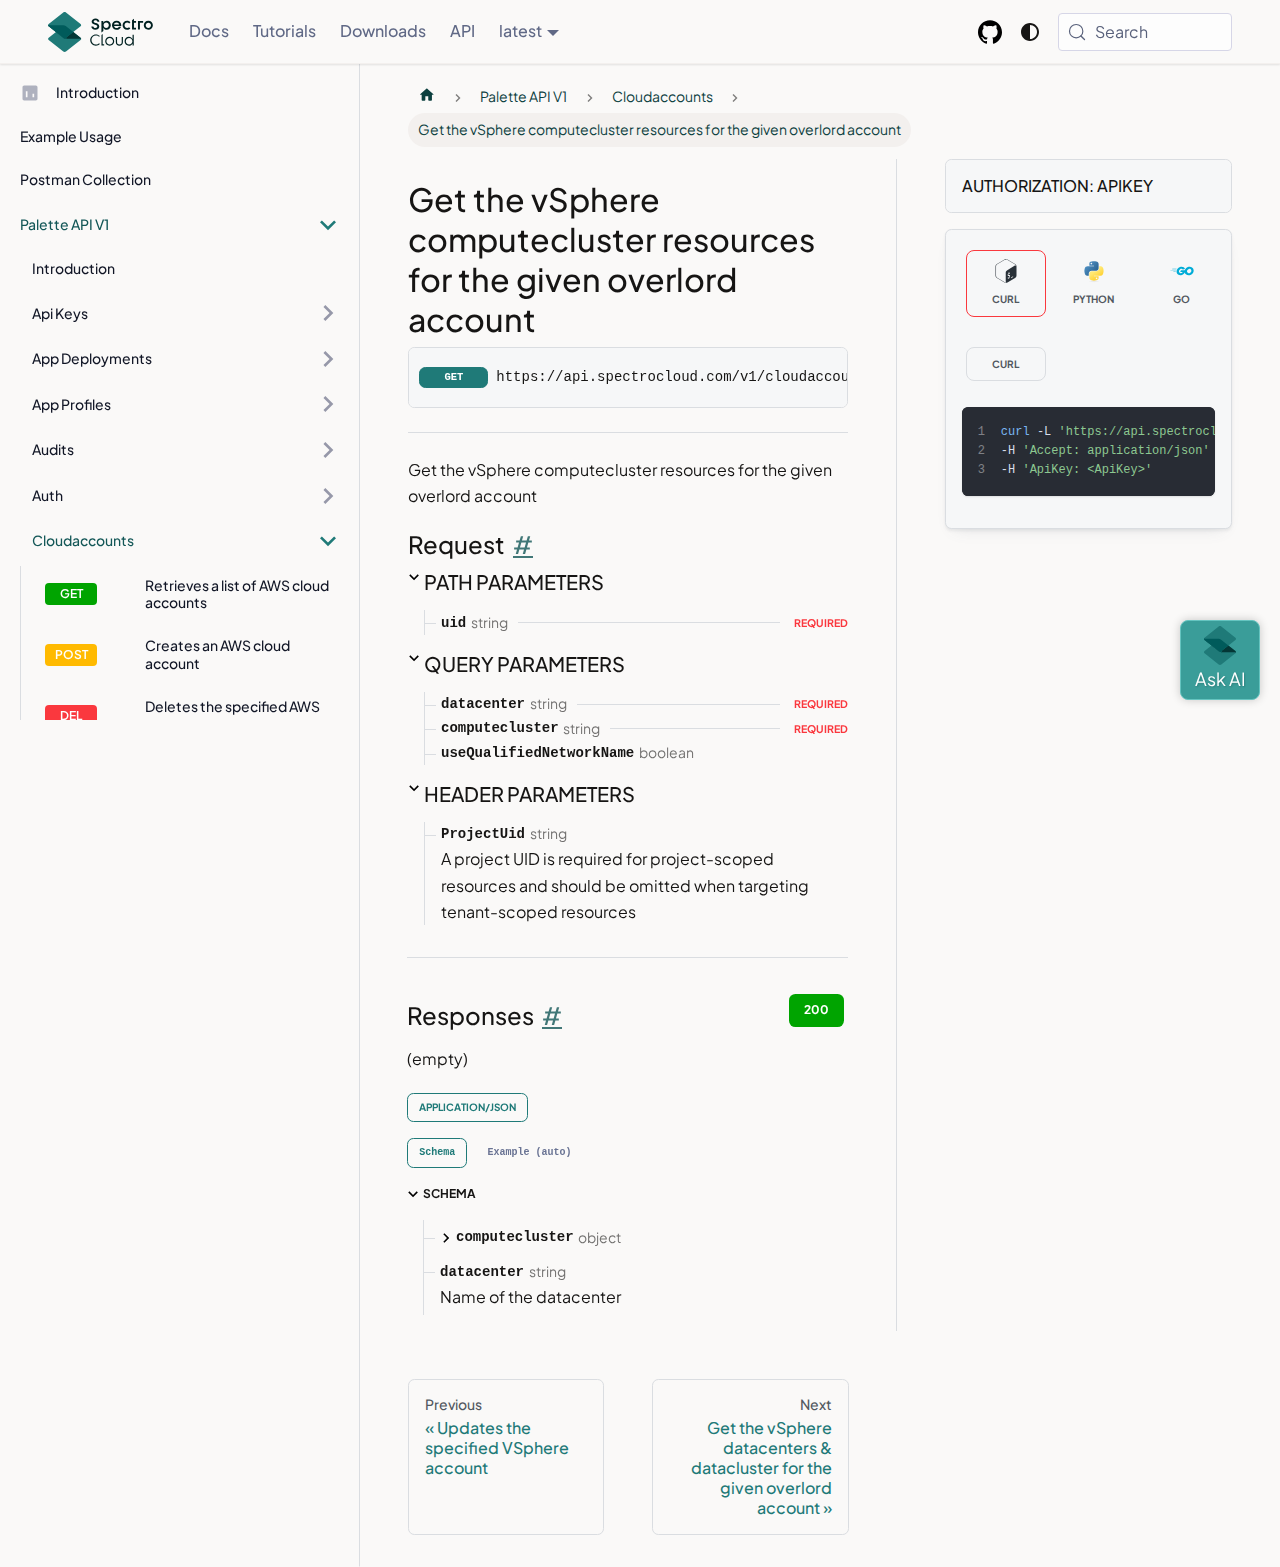 Spectro Cloud
Docs
Tutorials
Downloads
API
latest
Search
Introduction
Example Usage
Postman Collection
Palette API V1
Introduction
Api Keys
App Deployments
App Profiles
Audits
Auth
Cloudaccounts
GET Retrieves a list of AWS cloud
accounts
POST Creates an AWS cloud
account
DEL Deletes the specified AWS
Palette API V1
Cloudaccounts
Get the vSphere computecluster resources for the given overlord account
Get the vSphere
computecluster resources
for the given overlord
account
GET https://api.spectrocloud.com/v1/cloudaccou
Get the vSphere computecluster resources for the given
overlord account
Request #
PATH PARAMETERS
uid string REQUIRED
QUERY PARAMETERS
datacenter string REQUIRED
computecluster string REQUIRED
useQualifiedNetworkName boolean
HEADER PARAMETERS
ProjectUid string
A project UID is required for project-scoped
resources and should be omitted when targeting
tenant-scoped resources
Responses #
200
(empty)
APPLICATION/JSON
Schema
Example (auto)
SCHEMA
computecluster object
datacenter string
Name of the datacenter
Previous
« Updates the
specified VSphere
account
Next
Get the vSphere
datacenters &
datacluster for the
given overlord
account »
AUTHORIZATION: APIKEY
CURL
PYTHON
GO
CURL
1 curl -L 'https://api.spectrocl
2 -H 'Accept: application/json'
3 -H 'ApiKey: <ApiKey>'
Ask AI